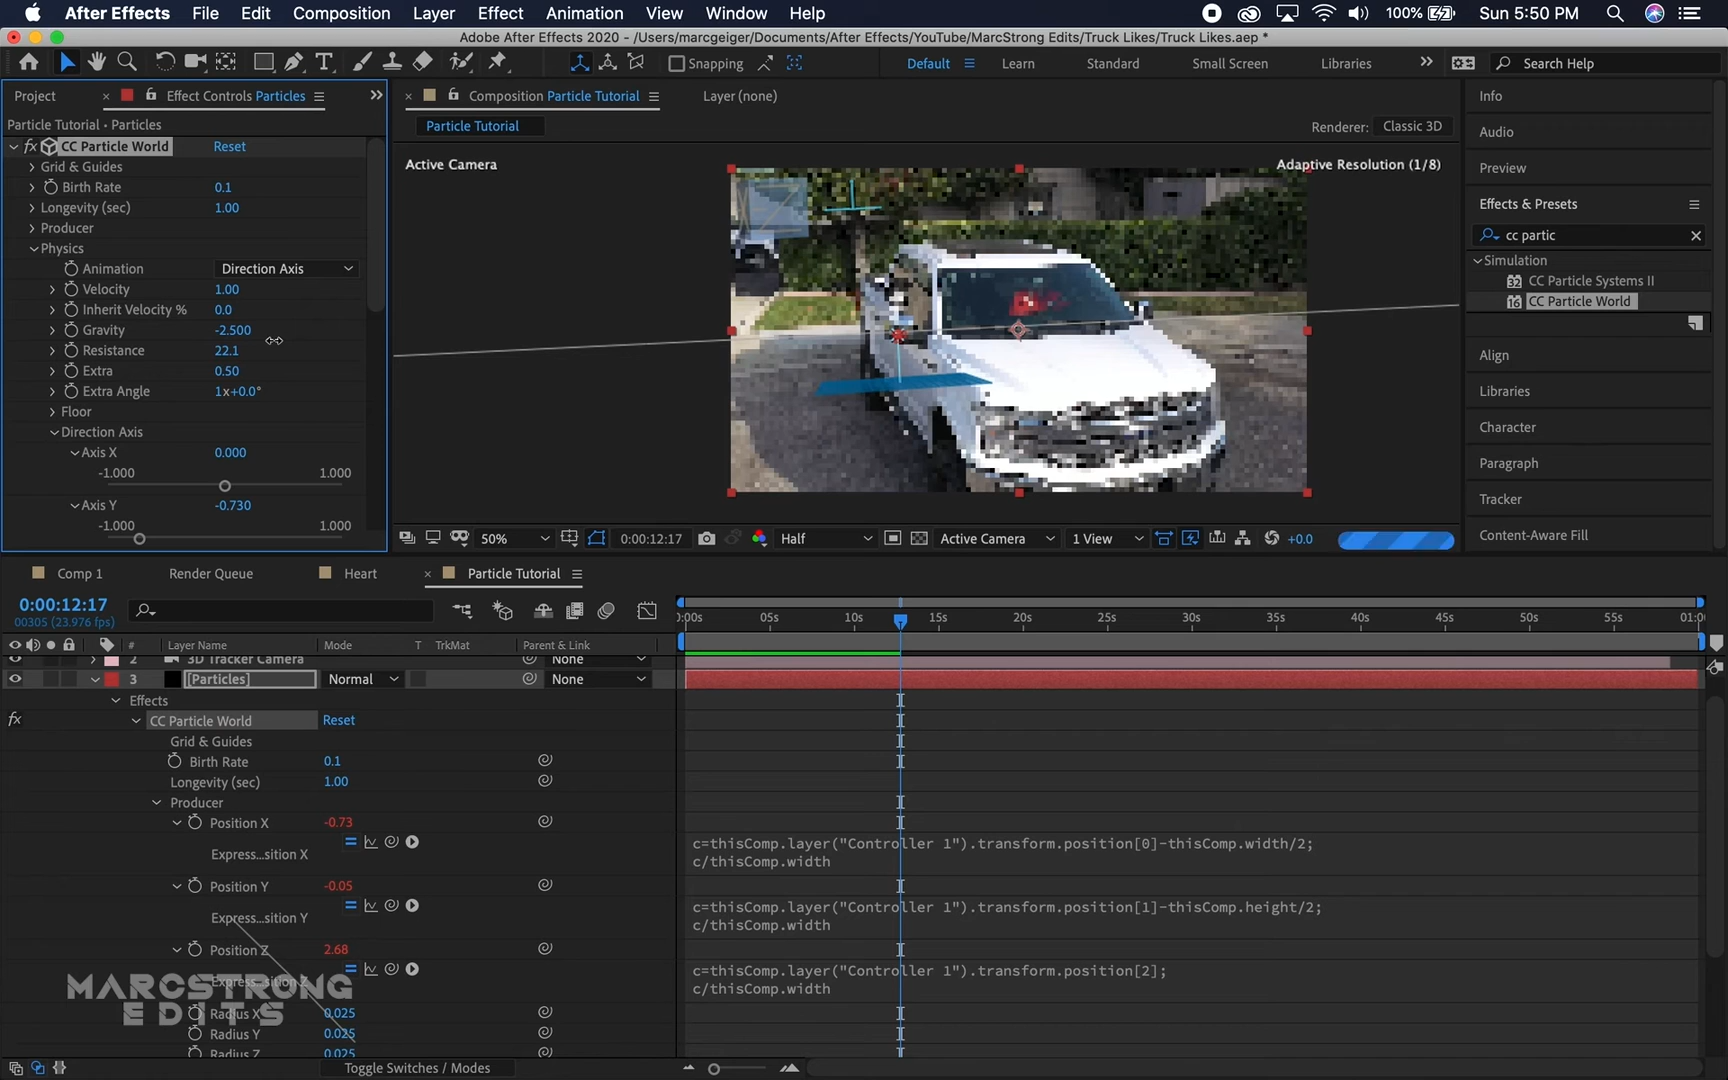 After Effects File Edit Composition Layer Effect Animation View Window Help 100% Sun 5:50 PM
Adobe After Effects 2020 - /Users/marcgeiger/Documents/After Effects/YouTube/MarcStrong Edits/Truck Likes/Truck Likes.aep *
Snapping Default Learn Standard Small Screen Libraries Search Help
Project Effect Controls Particles Composition Particle Tutorial Layer (none) Info
Particle Tutorial • Particles Particle Tutorial Renderer: Classic 3D Audio
fx CC Particle World Reset
Active Camera Adaptive Resolution (1/8) Preview
Grid & Guides
Birth Rate 0.1
Longevity (sec) 1.00 Effects & Presets
Producer cc partic
Physics Simulation
Animation Direction Axis 32 CC Particle Systems II
Velocity 1.00 16 CC Particle World
Inherit Velocity % 0.0
Gravity -2.500
Resistance 22.1 Align
Extra 0.50
Extra Angle 1x+0.0° Libraries
Floor
Direction Axis Character
Axis X 0.000 Paragraph
-1.000 1.000
Axis Y -0.730 Tracker
-1.000 1.000
50% 0:00:12:17 Half Active Camera 1 View +0.0 Content-Aware Fill
Comp 1 Render Queue Heart Particle Tutorial
0:00:12:17
00305 (23.976 fps)
0:00s 05s 10s 15s 20s 25s 30s 35s 40s 45s 50s 55s 01:0
# Layer Name Mode T TrkMat Parent & Link
2 3D Tracker Camera None
3 [Particles] Normal None
Effects
fx CC Particle World Reset
Grid & Guides
Birth Rate 0.1
Longevity (sec) 1.00
Producer
Position X -0.73
c=thisComp.layer("Controller 1").transform.position[0]-thisComp.width/2;
Express...sition X c/thisComp.width
Position Y -0.05
c=thisComp.layer("Controller 1").transform.position[1]-thisComp.height/2;
Express...sition Y c/thisComp.width
Position Z 2.68
c=thisComp.layer("Controller 1").transform.position[2];
Express...sition Z c/thisComp.width
MARCSTRONG
EDITS
Radius X 0.025
Radius Y 0.025
Radius Z 0.025
Toggle Switches / Modes